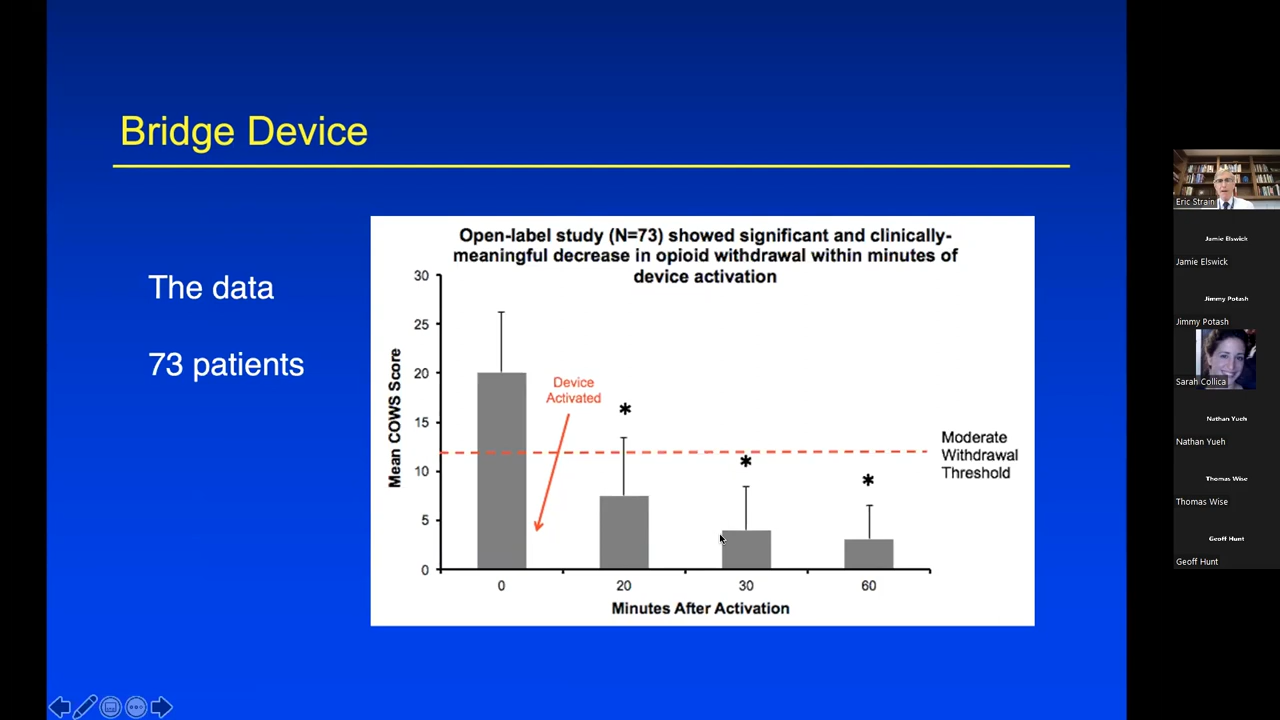 Bridge Device
The data
73 patients
Open-label study (N=73) showed significant and clinically-
meaningful decrease in opioid withdrawal within minutes of
device activation
Mean COWS Score
30
25
20
15
10
5
0
Device
Activated
*
*
*
Moderate
Withdrawal
Threshold
0 20 30 60
Minutes After Activation
Eric Strain
Jamie Elswick
Jamie Elswick
Jimmy Potash
Jimmy Potash
Sarah Collica
Nathan Yueh
Nathan Yueh
Thomas Wise
Thomas Wise
Geoff Hunt
Geoff Hunt